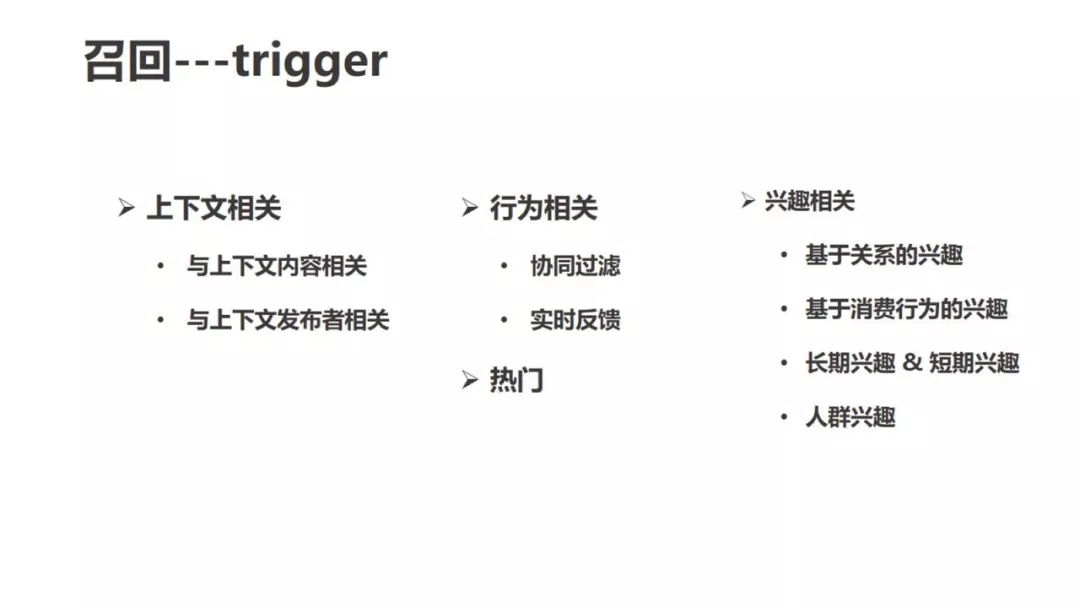 召回---trigger
➢ 上下文相关
• 与上下文内容相关
• 与上下文发布者相关
➢ 行为相关
• 协同过滤
• 实时反馈
➢ 热门
➢ 兴趣相关
• 基于关系的兴趣
• 基于消费行为的兴趣
• 长期兴趣 & 短期兴趣
• 人群兴趣